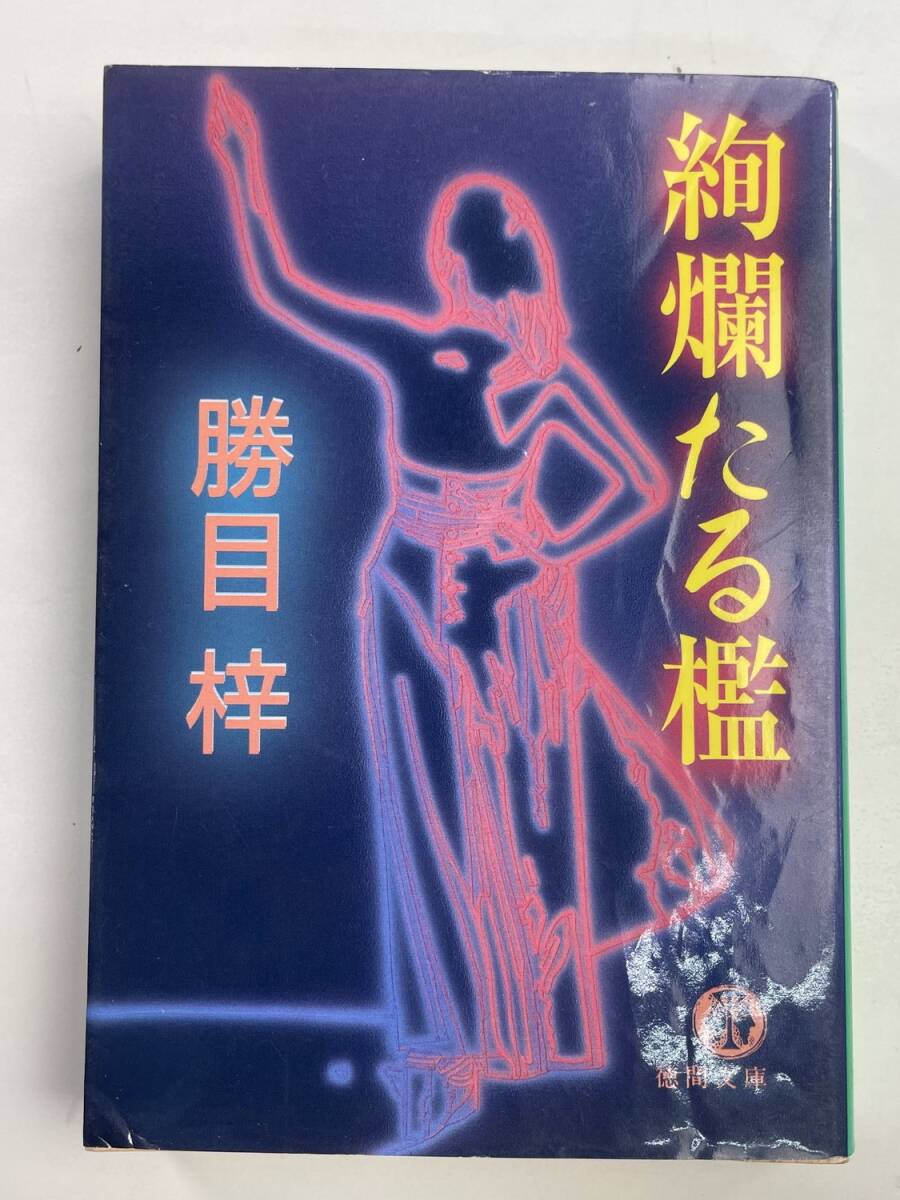 絢爛たる檻
勝目 梓
徳間文庫